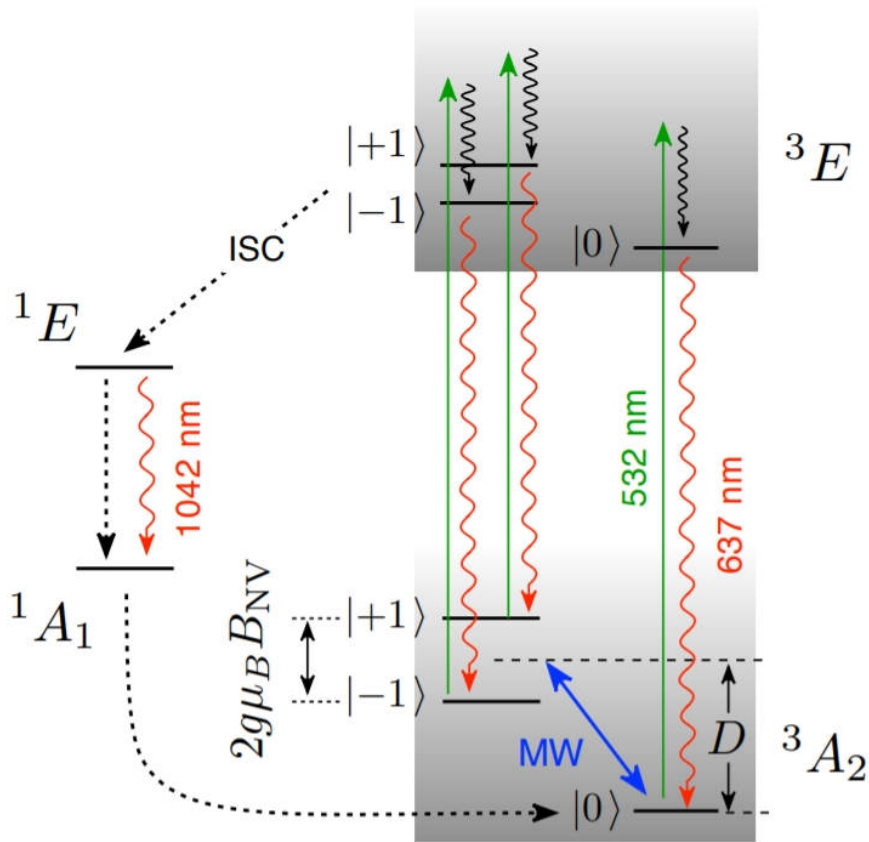 |+1⟩
³E
|−1⟩
|0⟩
ISC
¹E
1042 nm
532 nm
637 nm
¹A₁
2gμ_B B_NV
|+1⟩
|−1⟩
MW
D
³A₂
|0⟩